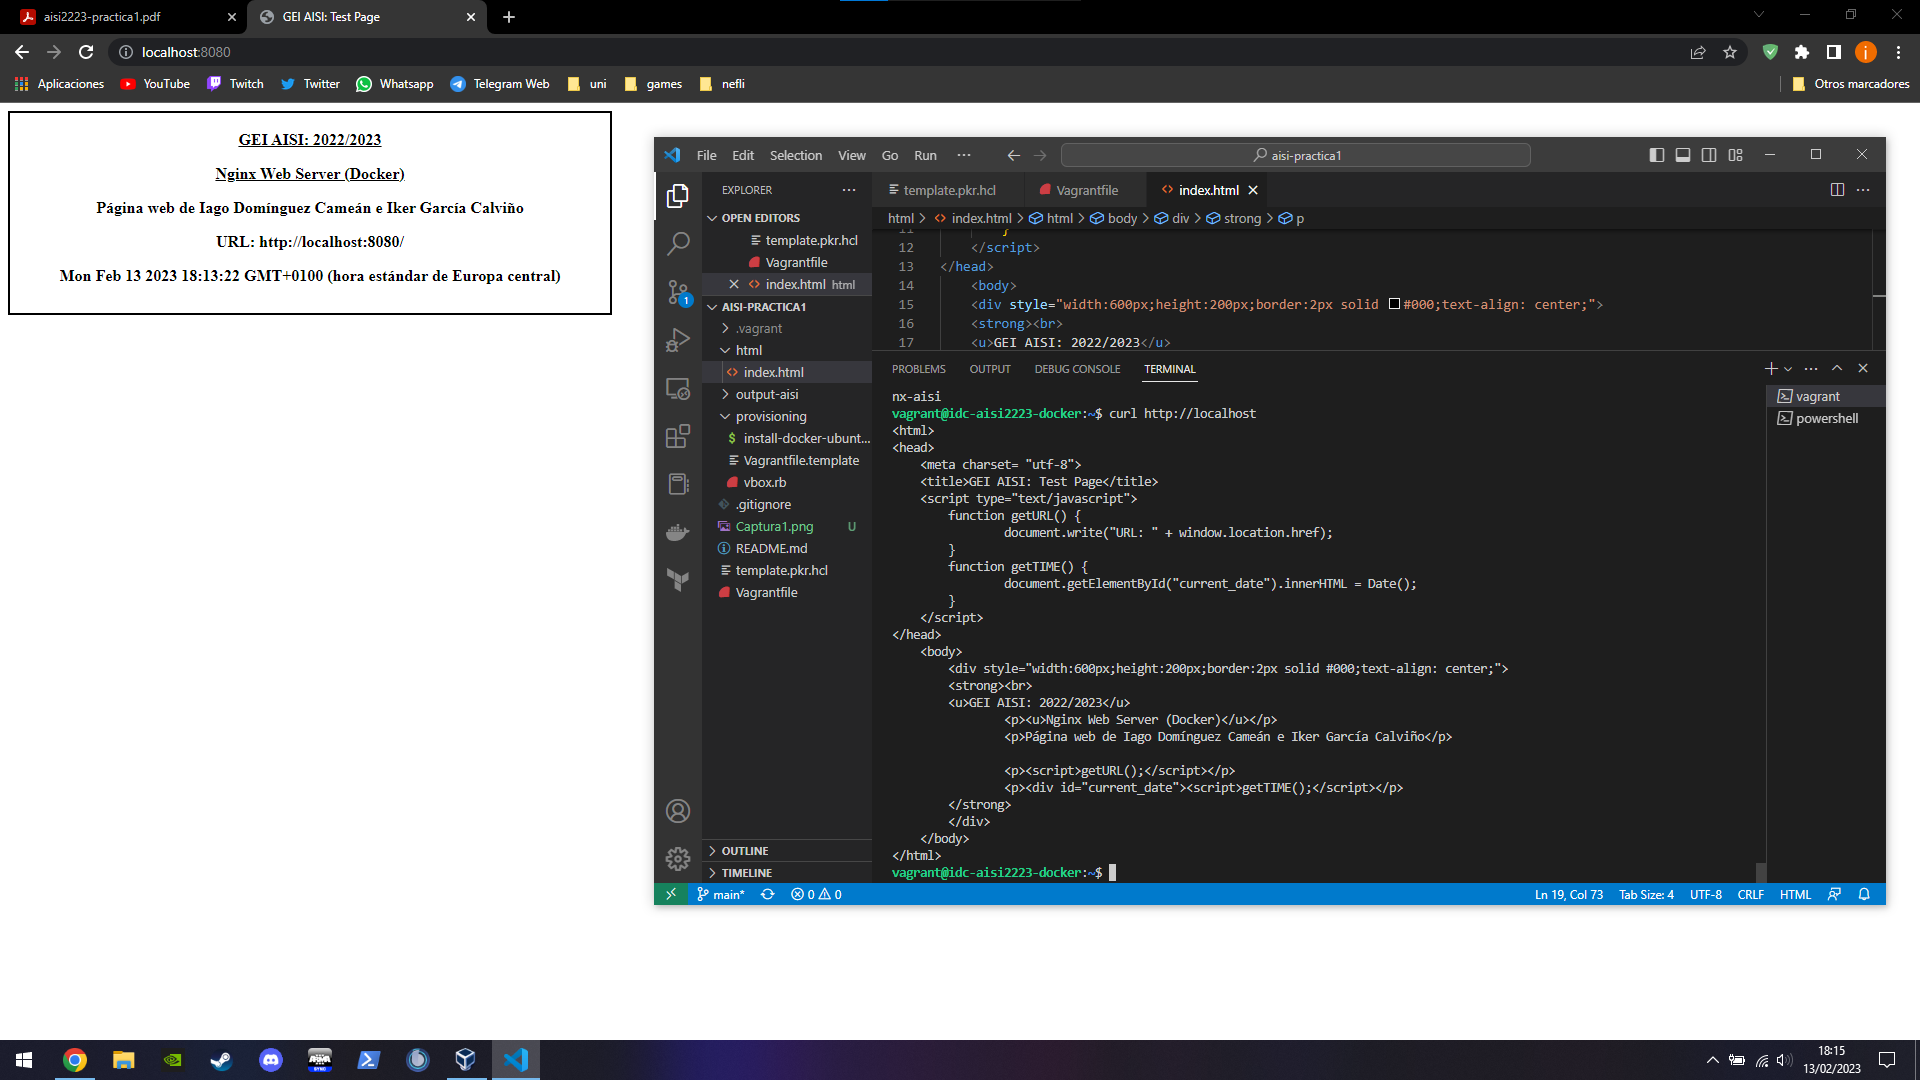 aisi2223-practica1.pdf
GEI AISI: Test Page
localhost:8080
Aplicaciones YouTube Twitch Twitter Whatsapp Telegram Web uni games nefli Otros marcadores
GEI AISI: 2022/2023
Nginx Web Server (Docker)
Página web de Iago Domínguez Cameán e Iker García Calviño
URL: http://localhost:8080/
Mon Feb 13 2023 18:13:22 GMT+0100 (hora estándar de Europa central)
File Edit Selection View Go Run ··· aisi-practica1
EXPLORER
OPEN EDITORS
template.pkr.hcl
Vagrantfile
index.html html
AISI-PRACTICA1
.vagrant
html
index.html
output-aisi
provisioning
install-docker-ubunt...
Vagrantfile.template
vbox.rb
.gitignore
Captura1.png U
README.md
template.pkr.hcl
Vagrantfile
OUTLINE
TIMELINE
1
template.pkr.hcl Vagrantfile index.html
html > index.html > html > body > div > strong > p
11 }
12 </script>
13 </head>
14 <body>
15 <div style="width:600px;height:200px;border:2px solid #000;text-align: center;">
16 <strong><br>
17 <u>GEI AISI: 2022/2023</u>
PROBLEMS OUTPUT DEBUG CONSOLE TERMINAL
vagrant
powershell
nx-aisi
vagrant@idc-aisi2223-docker:~$ curl http://localhost
<html>
<head>
<meta charset= "utf-8">
<title>GEI AISI: Test Page</title>
<script type="text/javascript">
function getURL() {
document.write("URL: " + window.location.href);
}
function getTIME() {
document.getElementById("current_date").innerHTML = Date();
}
</script>
</head>
<body>
<div style="width:600px;height:200px;border:2px solid #000;text-align: center;">
<strong><br>
<u>GEI AISI: 2022/2023</u>
<p><u>Nginx Web Server (Docker)</u></p>
<p>Página web de Iago Domínguez Cameán e Iker García Calviño</p>
<p><script>getURL();</script></p>
<p><div id="current_date"><script>getTIME();</script></p>
</strong>
</div>
</body>
</html>
vagrant@idc-aisi2223-docker:~$
main* 0 0 Ln 19, Col 73 Tab Size: 4 UTF-8 CRLF HTML
18:15
13/02/2023